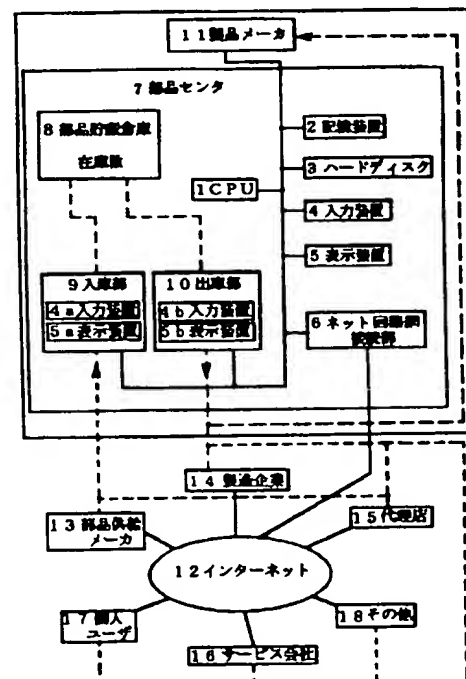 11製品メーカ
7部品センタ
8部品貯蔵倉庫
在庫数
2記憶装置
3ハードディスク
1CPU
4入力装置
5表示装置
9入庫部
4a入力装置
5a表示装置
10出庫部
4b入力装置
5b表示装置
6ネット回路網
接続部
14製造企業
13部品供給
メーカ
15代理店
12インターネット
17個人
ユーザ
18その他
16サービス会社